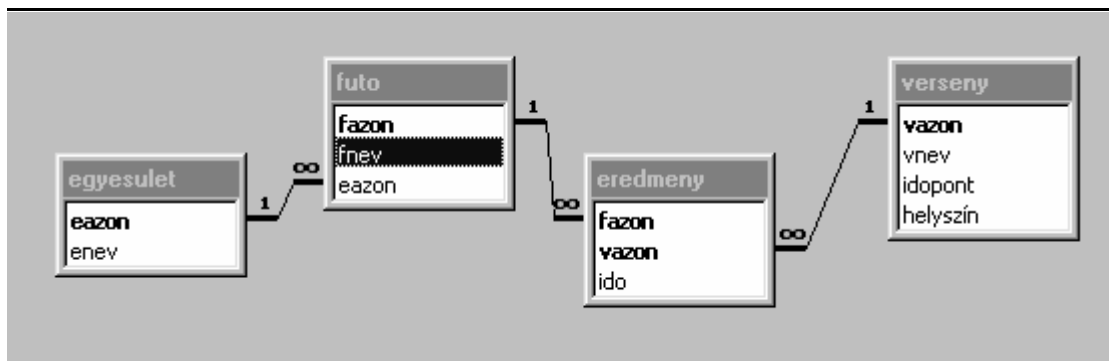 egyesulet
eazon
enev
1
∞
futo
fazon
fnev
eazon
1
∞
eredmeny
fazon
vazon
ido
∞
1
verseny
vazon
vnev
idopont
helyszín